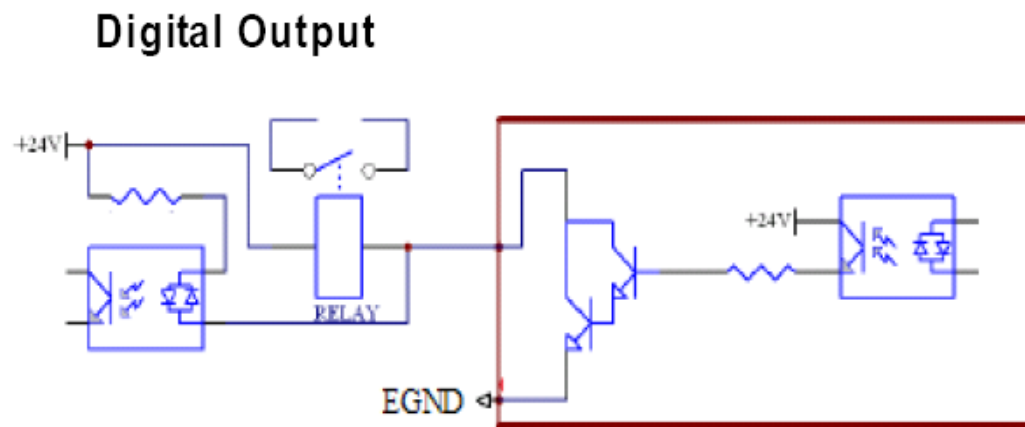 Digital Output
+24V
+24V
RELAY
EGND